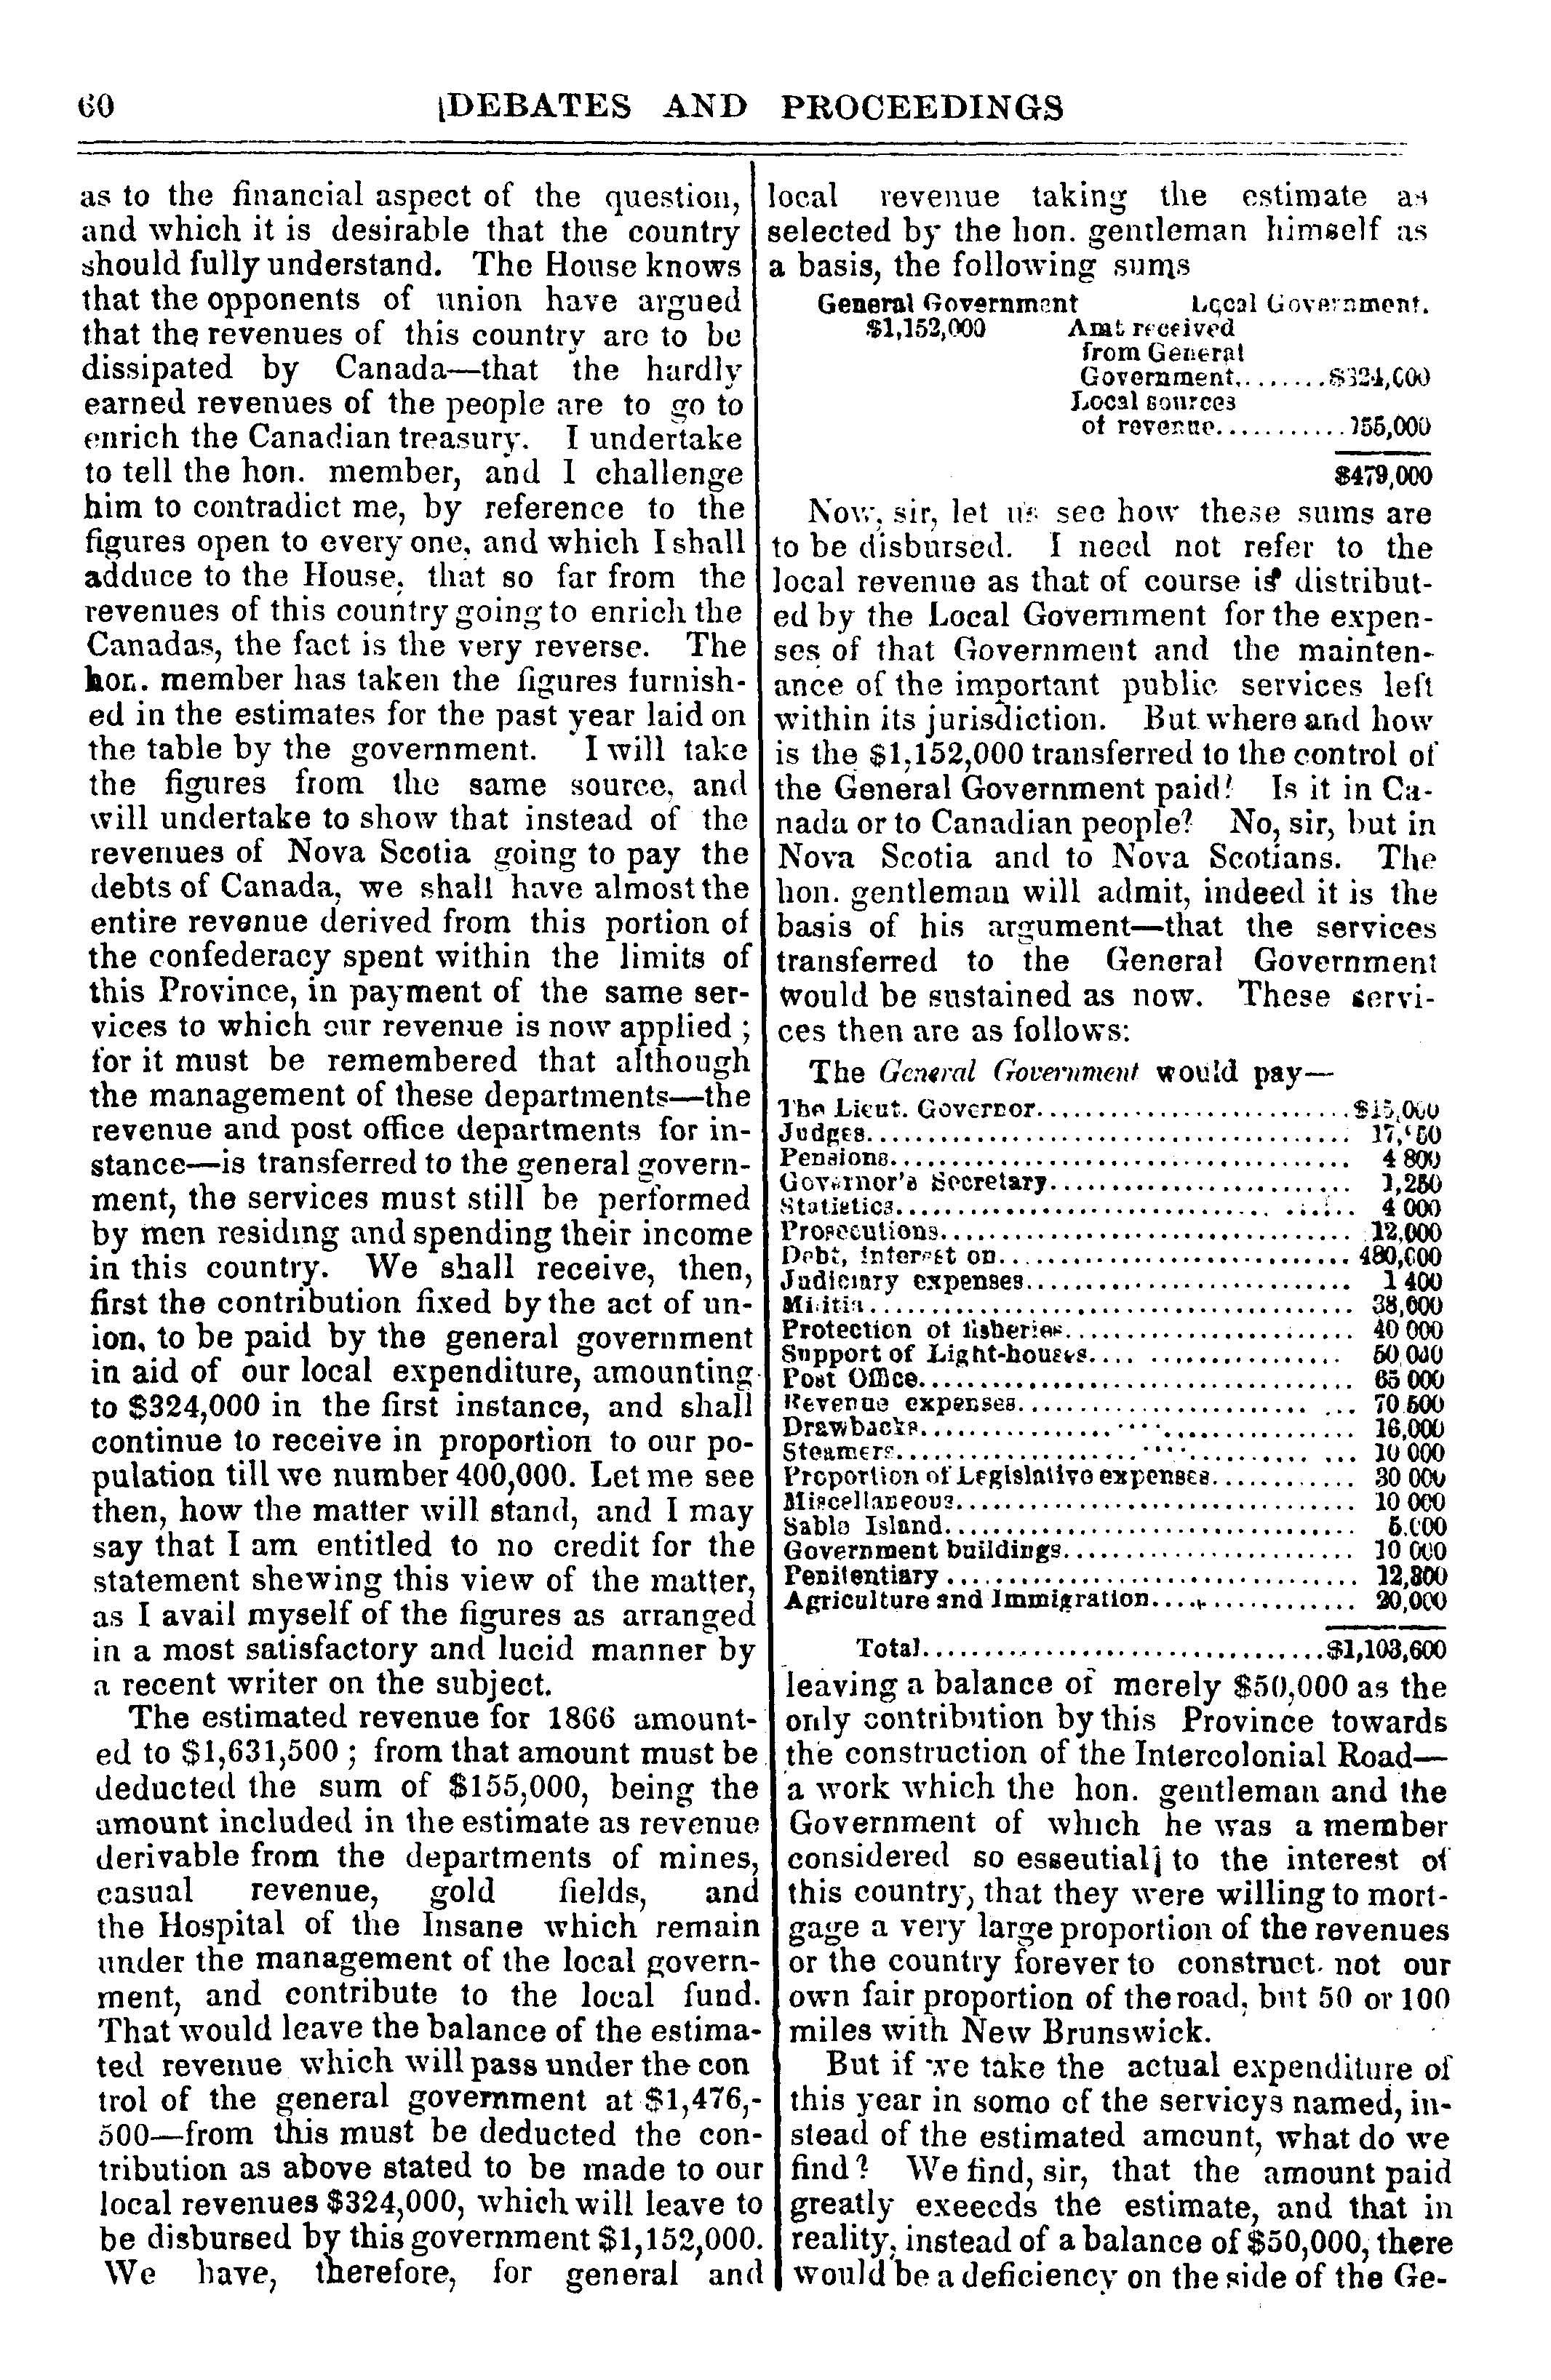 60
DEBATES AND PROCEEDINGS
as to the financial aspect of the question,
and which it is desirable that the country
should fully understand. The House knows
that the opponents of union have argued
that the revenues of this country are to be
dissipated by Canada—that the hardly
earned revenues of the people are to go to
enrich the Canadian treasury. I undertake
to tell the hon. member, and I challenge
him to contradict me, by reference to the
figures open to every one, and which I shall
adduce to the House, that so far from the
revenues of this country going to enrich the
Canadas, the fact is the very reverse. The
hon. member has taken the figures furnish-
ed in the estimates for the past year laid on
the table by the government. I will take
the figures from the same source, and
will undertake to show that instead of the
revenues of Nova Scotia going to pay the
debts of Canada, we shall have almost the
entire revenue derived from this portion of
the confederacy spent within the limits of
this Province, in payment of the same ser-
vices to which our revenue is now applied ;
for it must be remembered that although
the management of these departments—the
revenue and post office departments for in-
stance—is transferred to the general govern-
ment, the services must still be performed
by men residing and spending their income
in this country. We shall receive, then,
first the contribution fixed by the act of un-
ion, to be paid by the general government
in aid of our local expenditure, amounting
to $324,000 in the first instance, and shall
continue to receive in proportion to our po-
pulation till we number 400,000. Let me see
then, how the matter will stand, and I may
say that I am entitled to no credit for the
statement shewing this view of the matter,
as I avail myself of the figures as arranged
in a most satisfactory and lucid manner by
a recent writer on the subject.
The estimated revenue for 1866 amount-
ed to $1,631,500 ; from that amount must be
deducted the sum of $155,000, being the
amount included in the estimate as revenue
derivable from the departments of mines,
casual revenue, gold fields, and
the Hospital of the Insane which remain
under the management of the local govern-
ment, and contribute to the local fund.
That would leave the balance of the estima-
ted revenue which will pass under the con
trol of the general government at $1,476,-
500—from this must be deducted the con-
tribution as above stated to be made to our
local revenues $324,000, which will leave to
be disbursed by this government $1,152,000.
We have, therefore, for general and
local revenue taking the estimate as
selected by the hon. gentleman himself as
a basis, the following sums
General Government Local Government.
$1,152,000 Amt received
from General
Government........$324,000
Local sources
of revenue...........155,000
$479,000
Now, sir, let us see how these sums are
to be disbursed. I need not refer to the
local revenue as that of course is distribut-
ed by the Local Government for the expen-
ses of that Government and the mainten-
ance of the important public services left
within its jurisdiction. But where and how
is the $1,152,000 transferred to the control of
the General Government paid? Is it in Ca-
nada or to Canadian people? No, sir, but in
Nova Scotia and to Nova Scotians. The
hon. gentleman will admit, indeed it is the
basis of his argument—that the services
transferred to the General Government
would be sustained as now. These servi-
ces then are as follows:
The General Government would pay—
The Lieut. Governor.........................$15,000
Judges.......................................
Pensions..................................... 4 800
Governor's Secretary........................ 1,250
Statistics................................... 4 000
Prosecutions................................. 12,000
Debt, interest on............................ 480,000
Judiciary expenses.......................... 1 400
Militia....................................... 38,000
Protection of fisheries....................... 40 000
Support of Light-houses.................... 50,000
Post Office................................... 65 000
Revenue expenses........................... 70 500
Drawbacks................................... 16,000
Steamers..................................... 10 000
Proportion of Legislative expenses............ 30 000
Miscellaneous................................ 10 000
Sable Island................................. 5,000
Government buildings........................ 10 000
Penitentiary................................. 12,800
Agriculture and Immigration................ 20,000
Total.................................$1,103,600
leaving a balance of merely $50,000 as the
only contribution by this Province towards
the construction of the Intercolonial Road—
a work which the hon. gentleman and the
Government of which he was a member
considered so essential to the interest of
this country, that they were willing to mort-
gage a very large proportion of the revenues
or the country forever to construct. not our
own fair proportion of the road, but 50 or 100
miles with New Brunswick.
But if we take the actual expenditure of
this year in somo of the servicys named, in-
stead of the estimated amount, what do we
find? We find, sir, that the amount paid
greatly exeecds the estimate, and that in
reality, instead of a balance of $50,000, there
would be a deficiency on the side of the Ge-